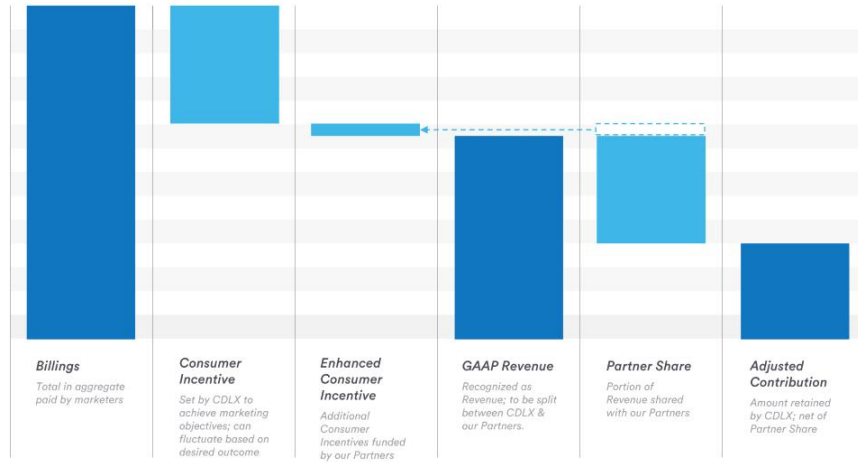 Billings
Total in aggregate
paid by marketers
Consumer
Incentive
Set by CDLX to
achieve marketing
objectives; can
fluctuate based on
desired outcome
Enhanced
Consumer
Incentive
Additional
Consumer
Incentives funded
by our Partners
GAAP Revenue
Recognized as
Revenue; to be split
between CDLX &
our Partners.
Partner Share
Portion of
Revenue shared
with our Partners
Adjusted
Contribution
Amount retained
by CDLX; net of
Partner Share